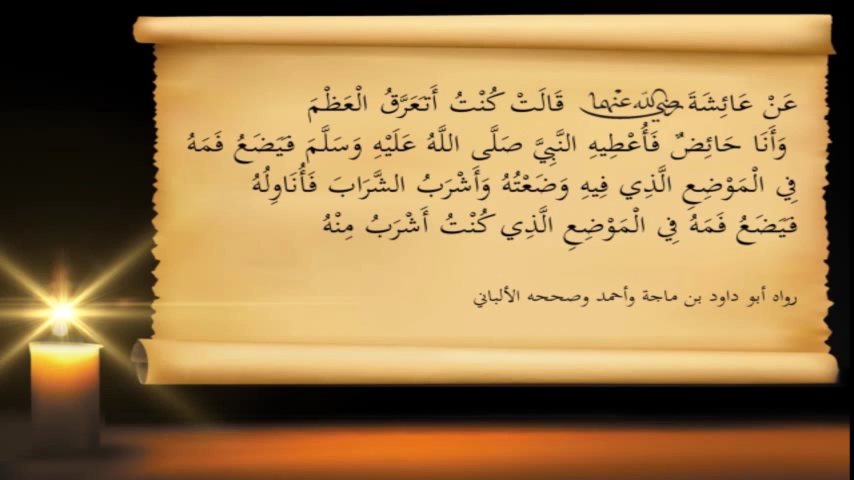 عَنْ عَائِشَةَ رضي الله عنها قَالَتْ كُنْتُ أَتَعَرَّقُ الْعَظْمَ
وَأَنَا حَائِضٌ فَأُعْطِيهِ النَّبِيَّ صَلَّى اللَّهُ عَلَيْهِ وَسَلَّمَ فَيَضَعُ فَمَهُ
فِي الْمَوْضِعِ الَّذِي فِيهِ وَضَعْتُهُ وَأَشْرَبُ الشَّرَابَ فَأُنَاوِلُهُ
فَيَضَعُ فَمَهُ فِي الْمَوْضِعِ الَّذِي كُنْتُ أَشْرَبُ مِنْهُ
رواه أبو داود بن ماجة وأحمد وصححه الألباني